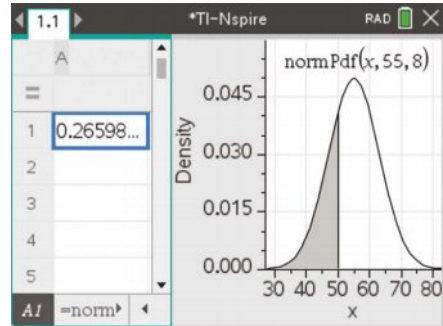 1.1 *TI-Nspire RAD
A
=
1 0.26598...
2
3
4
5
A1 =norm
normPdf(x,55,8)
Density
0.045
0.030
0.015
0.000
30 40 50 60 70 80
x